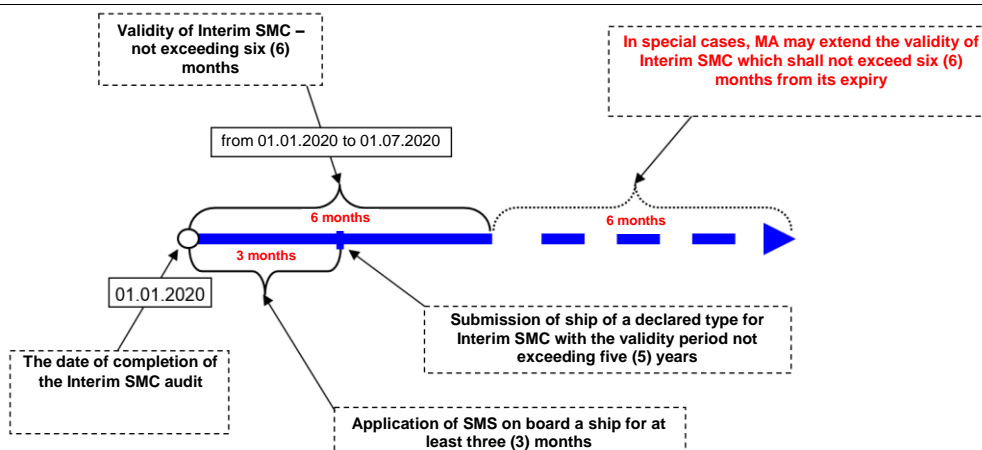 Validity of Interim SMC –
not exceeding six (6)
months
In special cases, MA may extend the validity of
Interim SMC which shall not exceed six (6)
months from its expiry
from 01.01.2020 to 01.07.2020
6 months
6 months
3 months
01.01.2020
Submission of ship of a declared type for
Interim SMC with the validity period not
exceeding five (5) years
The date of completion of
the Interim SMC audit
Application of SMS on board a ship for at
least three (3) months